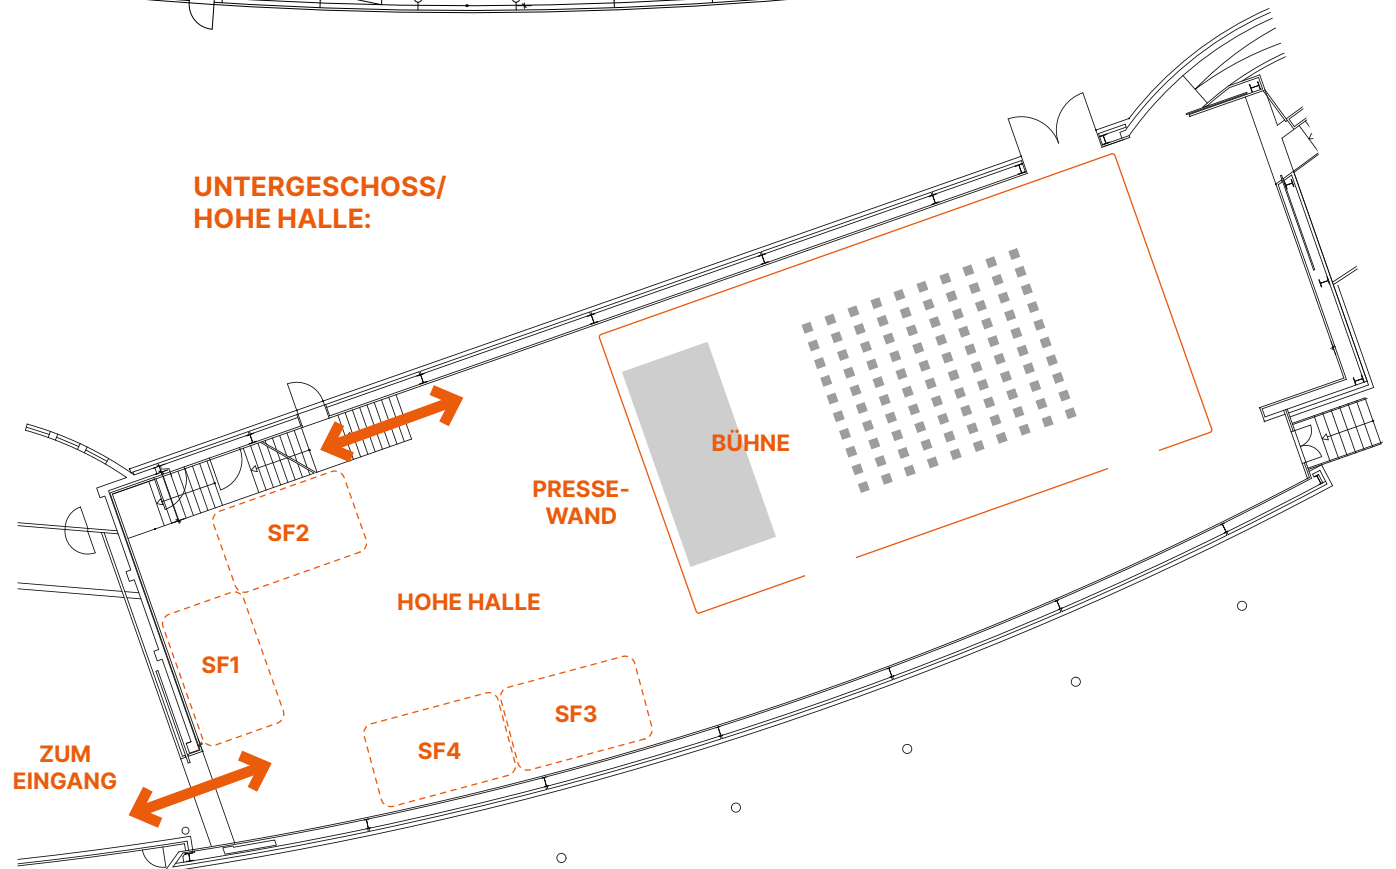 UNTERGESCHOSS/
HOHE HALLE:
BÜHNE
PRESSE-
WAND
SF2
HOHE HALLE
SF1
SF3
SF4
ZUM
EINGANG